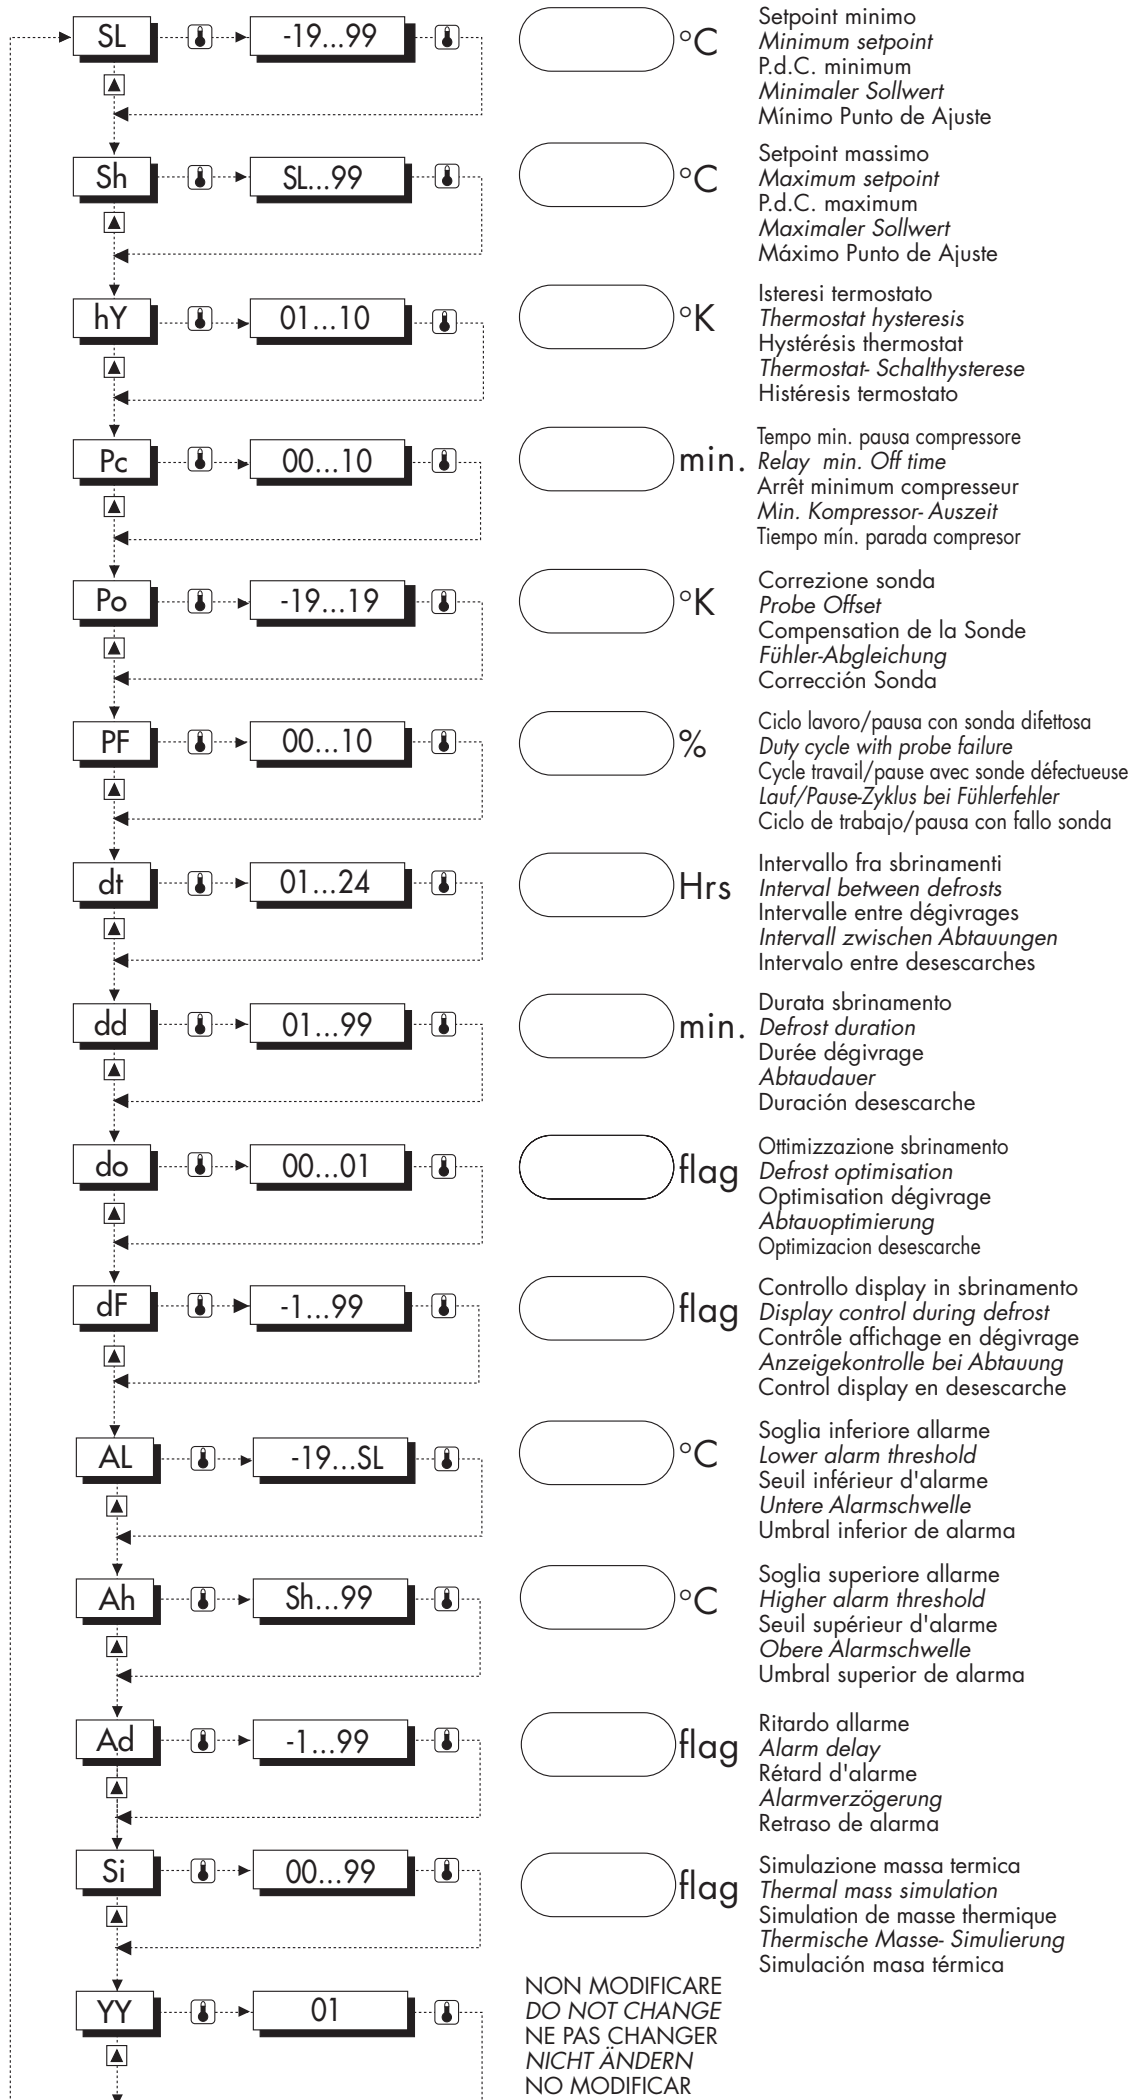 SL -19...99 °C
Setpoint minimo
Minimum setpoint
P.d.C. minimum
Minimaler Sollwert
Mínimo Punto de Ajuste
Sh SL...99 °C
Setpoint massimo
Maximum setpoint
P.d.C. maximum
Maximaler Sollwert
Máximo Punto de Ajuste
hY 01...10 °K
Isteresi termostato
Thermostat hysteresis
Hystérésis thermostat
Thermostat- Schalthysterese
Histéresis termostato
Pc 00...10 min.
Tempo min. pausa compressore
Relay min. Off time
Arrêt minimum compresseur
Min. Kompressor- Auszeit
Tiempo mín. parada compresor
Po -19...19 °K
Correzione sonda
Probe Offset
Compensation de la Sonde
Fühler-Abgleichung
Corrección Sonda
PF 00...10 %
Ciclo lavoro/pausa con sonda difettosa
Duty cycle with probe failure
Cycle travail/pause avec sonde défectueuse
Lauf/Pause-Zyklus bei Fühlerfehler
Ciclo de trabajo/pausa con fallo sonda
dt 01...24 Hrs
Intervallo fra sbrinamenti
Interval between defrosts
Intervalle entre dégivrages
Intervall zwischen Abtauungen
Intervalo entre desescarches
dd 01...99 min.
Durata sbrinamento
Defrost duration
Durée dégivrage
Abtaudauer
Duración desescarche
do 00...01 flag
Ottimizzazione sbrinamento
Defrost optimisation
Optimisation dégivrage
Abtauoptimierung
Optimizacion desescarche
dF -1...99 flag
Controllo display in sbrinamento
Display control during defrost
Contrôle affichage en dégivrage
Anzeigekontrolle bei Abtauung
Control display en desescarche
AL -19...SL °C
Soglia inferiore allarme
Lower alarm threshold
Seuil inférieur d'alarme
Untere Alarmschwelle
Umbral inferior de alarma
Ah Sh...99 °C
Soglia superiore allarme
Higher alarm threshold
Seuil supérieur d'alarme
Obere Alarmschwelle
Umbral superior de alarma
Ad -1...99 flag
Ritardo allarme
Alarm delay
Rétard d'alarme
Alarmverzögerung
Retraso de alarma
Si 00...99 flag
Simulazione massa termica
Thermal mass simulation
Simulation de masse thermique
Thermische Masse- Simulierung
Simulación masa térmica
YY 01
NON MODIFICARE
DO NOT CHANGE
NE PAS CHANGER
NICHT ÄNDERN
NO MODIFICAR